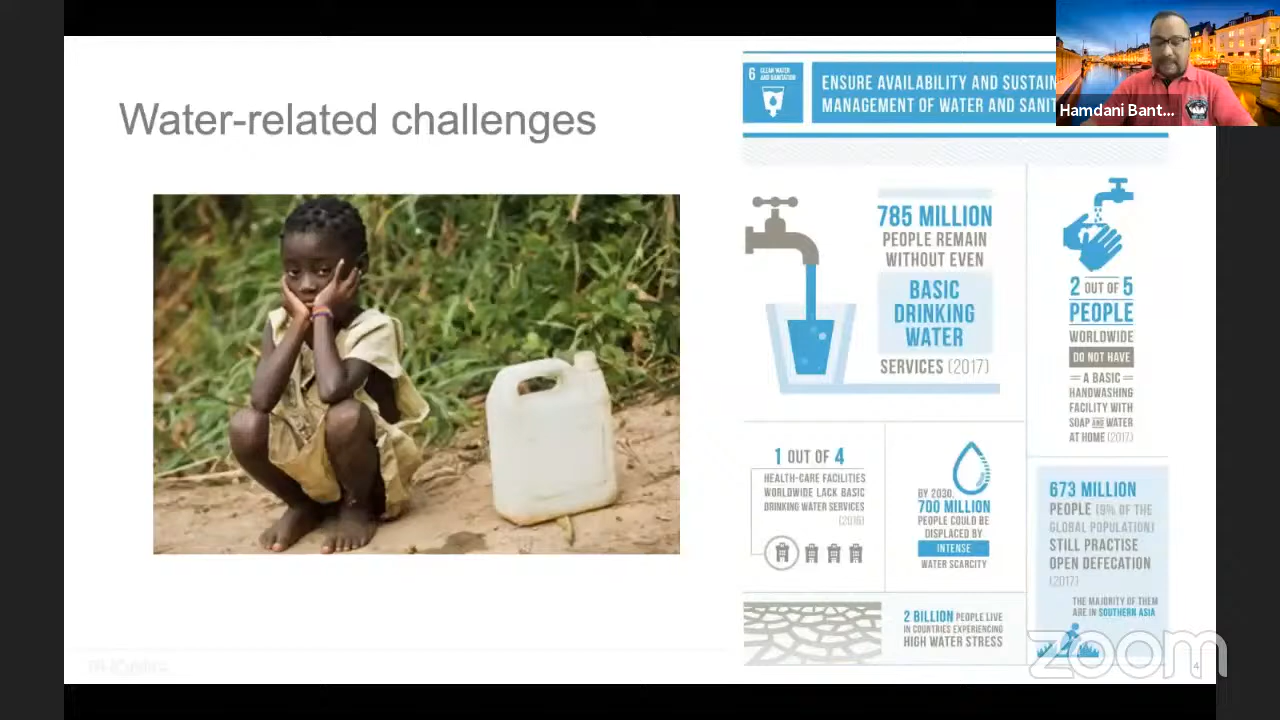 Water-related challenges
6 CLEAN WATER
AND SANITATION
ENSURE AVAILABILITY AND SUSTAIN
MANAGEMENT OF WATER AND SANIT
Hamdani Bant...
785 MILLION
PEOPLE REMAIN
WITHOUT EVEN
BASIC
DRINKING
WATER
SERVICES (2017)
2 OUT OF 5
PEOPLE
WORLDWIDE
DO NOT HAVE
A BASIC
HANDWASHING
FACILITY WITH
SOAP AND WATER
AT HOME (2017)
1 OUT OF 4
HEALTH-CARE FACILITIES
WORLDWIDE LACK BASIC
DRINKING WATER SERVICES
(2016)
BY 2030,
700 MILLION
PEOPLE COULD BE
DISPLACED BY
INTENSE
WATER SCARCITY
673 MILLION
PEOPLE (9% OF THE
GLOBAL POPULATION)
STILL PRACTISE
OPEN DEFECATION
(2017)
THE MAJORITY OF THEM
ARE IN SOUTHERN ASIA
2 BILLION PEOPLE LIVE
IN COUNTRIES EXPERIENCING
HIGH WATER STRESS
zoom
4